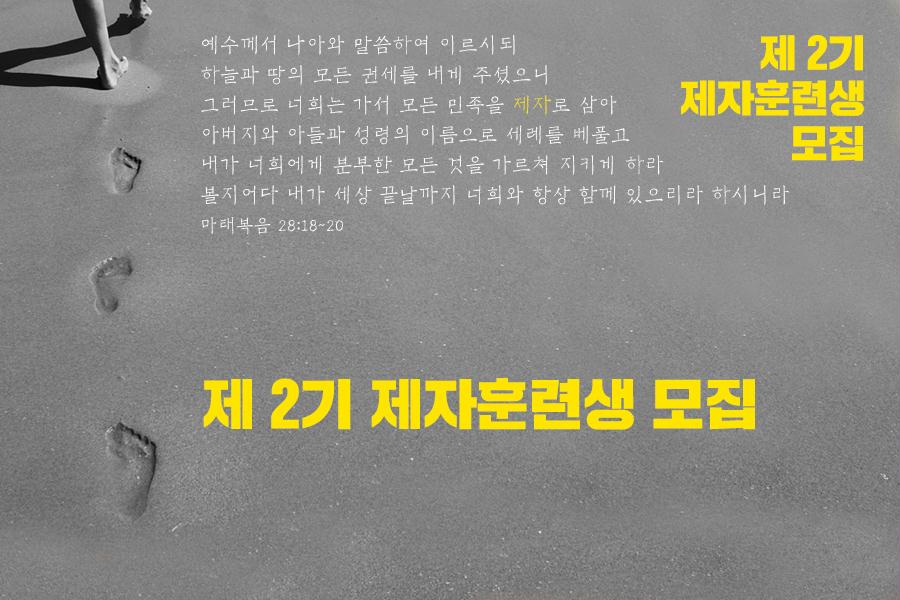 예수께서 나아와 말씀하여 이르시되
하늘과 땅의 모든 권세를 내게 주셨으니
그러므로 너희는 가서 모든 민족을 제자로 삼아
아버지와 아들과 성령의 이름으로 세례를 베풀고
내가 너희에게 분부한 모든 것을 가르쳐 지키게 하라
볼지어다 내가 세상 끝날까지 너희와 항상 함께 있으리라 하시니라
마태복음 28:18~20
제 2기
제자훈련생
모집
제 2기 제자훈련생 모집